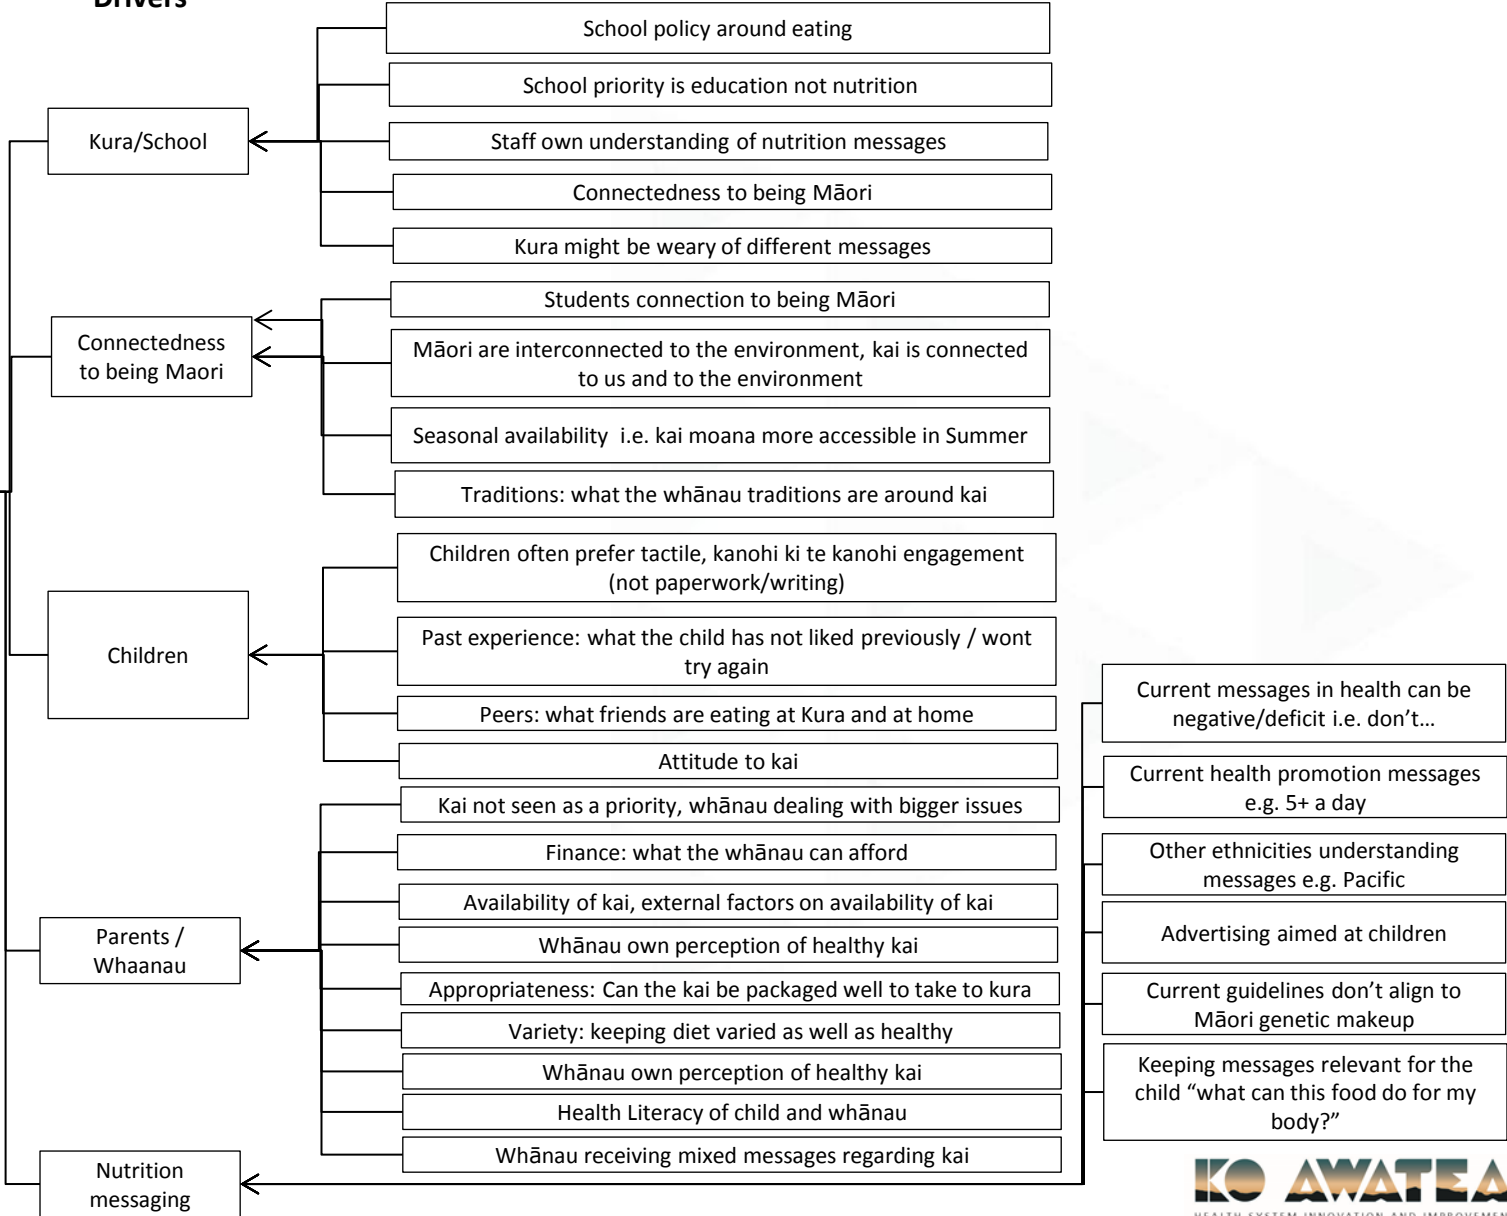 Drivers
School policy around eating
School priority is education not nutrition
Kura/School
Staff own understanding of nutrition messages
Connectedness to being Māori
Kura might be weary of different messages
Students connection to being Māori
Connectedness
to being Maori
Māori are interconnected to the environment, kai is connected
to us and to the environment
Seasonal availability  i.e. kai moana more accessible in Summer
Traditions: what the whānau traditions are around kai
Children often prefer tactile, kanohi ki te kanohi engagement
(not paperwork/writing)
Children
Past experience: what the child has not liked previously / wont
try again
Peers: what friends are eating at Kura and at home
Attitude to kai
Kai not seen as a priority, whānau dealing with bigger issues
Finance: what the whānau can afford
Availability of kai, external factors on availability of kai
Parents /
Whaanau
Whānau own perception of healthy kai
Appropriateness: Can the kai be packaged well to take to kura
Variety: keeping diet varied as well as healthy
Whānau own perception of healthy kai
Health Literacy of child and whānau
Whānau receiving mixed messages regarding kai
Nutrition
messaging
Current messages in health can be
negative/deficit i.e. don’t…
Current health promotion messages
e.g. 5+ a day
Other ethnicities understanding
messages e.g. Pacific
Advertising aimed at children
Current guidelines don’t align to
Māori genetic makeup
Keeping messages relevant for the
child “what can this food do for my
body?”
KO AWATEA
HEALTH SYSTEM INNOVATION AND IMPROVEMENT